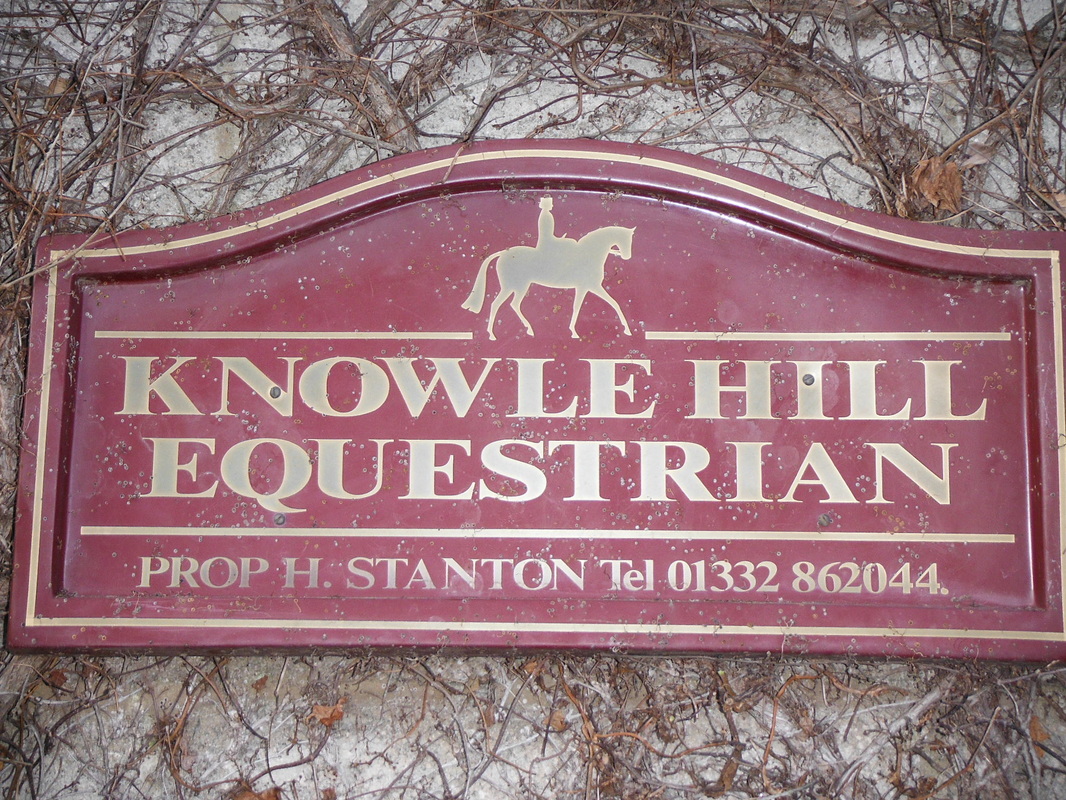 KNOWLE HILL
EQUESTRIAN
PROP H. STANTON Tel 01332 862044.